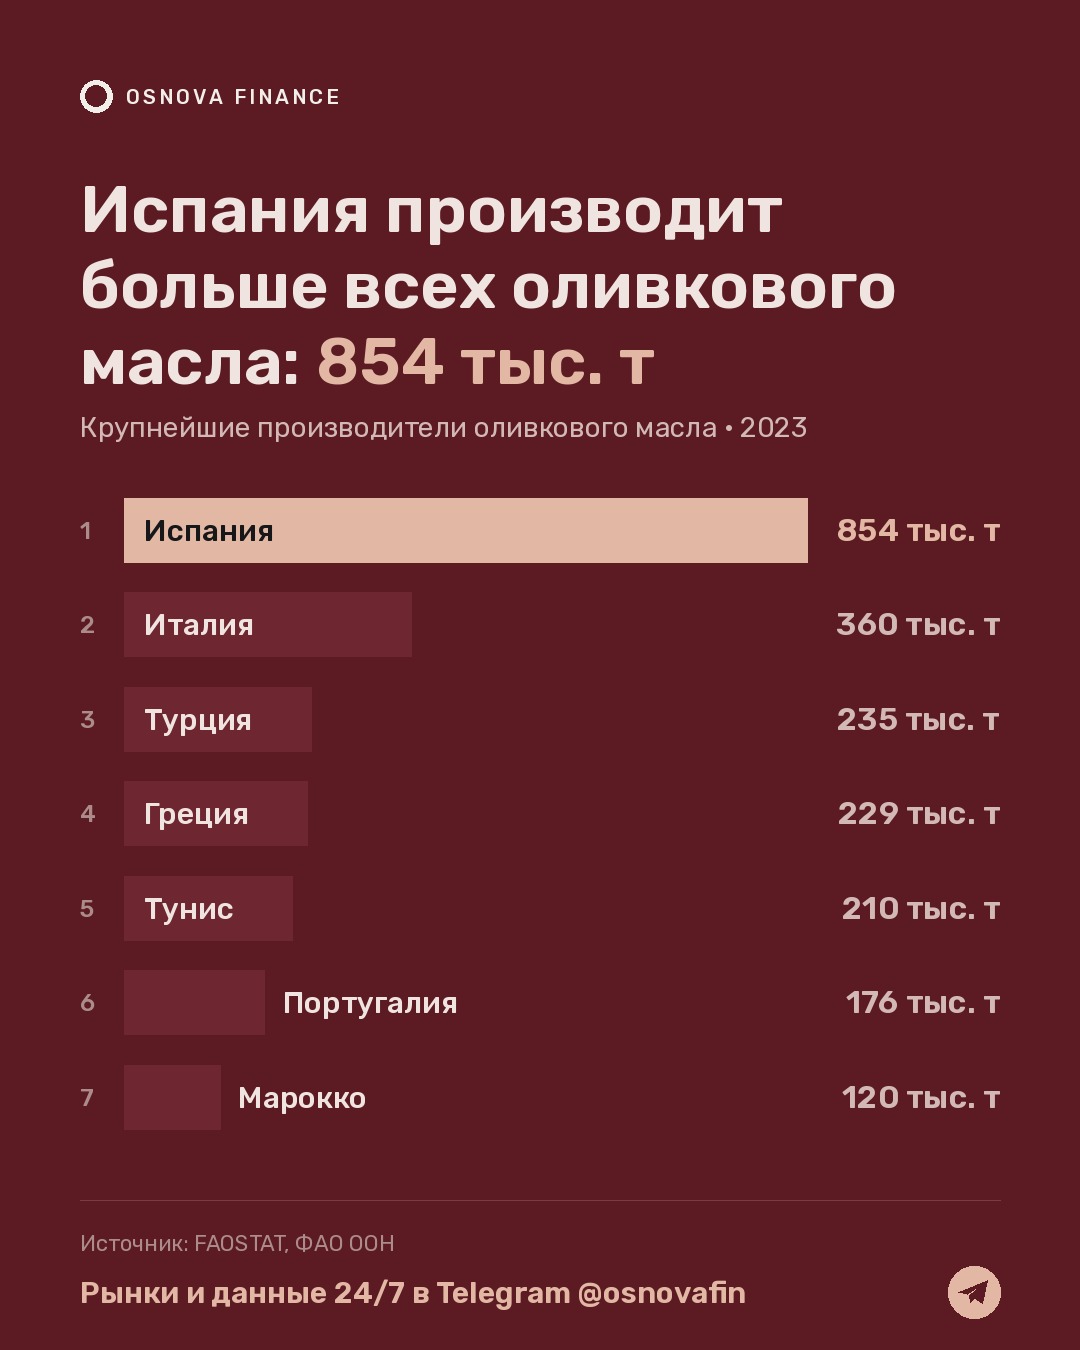 OSNOVA FINANCE
Испания производит
больше всех оливкового
масла: 854 тыс. т
Крупнейшие производители оливкового масла • 2023
1 Испания 854 тыс. т
2 Италия 360 тыс. т
3 Турция 235 тыс. т
4 Греция 229 тыс. т
5 Тунис 210 тыс. т
6 Португалия 176 тыс. т
7 Марокко 120 тыс. т
Источник: FAOSTAT, ФАО ООН
Рынки и данные 24/7 в Telegram @osnovafin